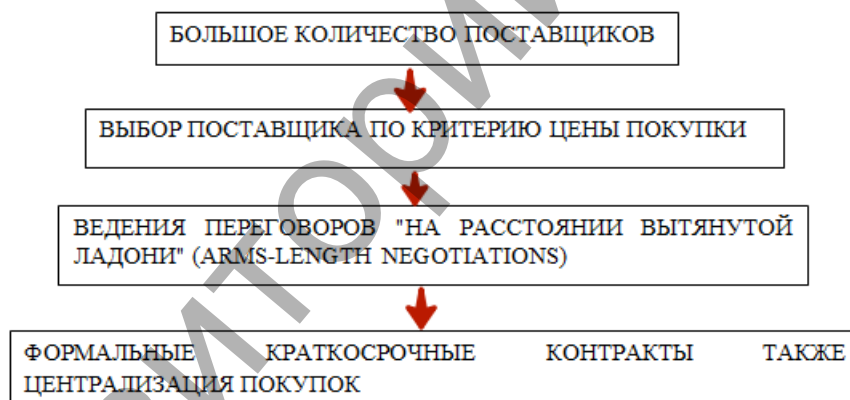 БОЛЬШОЕ КОЛИЧЕСТВО ПОСТАВЩИКОВ
ВЫБОР ПОСТАВЩИКА ПО КРИТЕРИЮ ЦЕНЫ ПОКУПКИ
ВЕДЕНИЯ ПЕРЕГОВОРОВ "НА РАССТОЯНИИ ВЫТЯНУТОЙ
ЛАДОНИ" (ARMS-LENGTH NEGOTIATIONS)
ФОРМАЛЬНЫЕ КРАТКОСРОЧНЫЕ КОНТРАКТЫ ТАКЖЕ
ЦЕНТРАЛИЗАЦИЯ ПОКУПОК